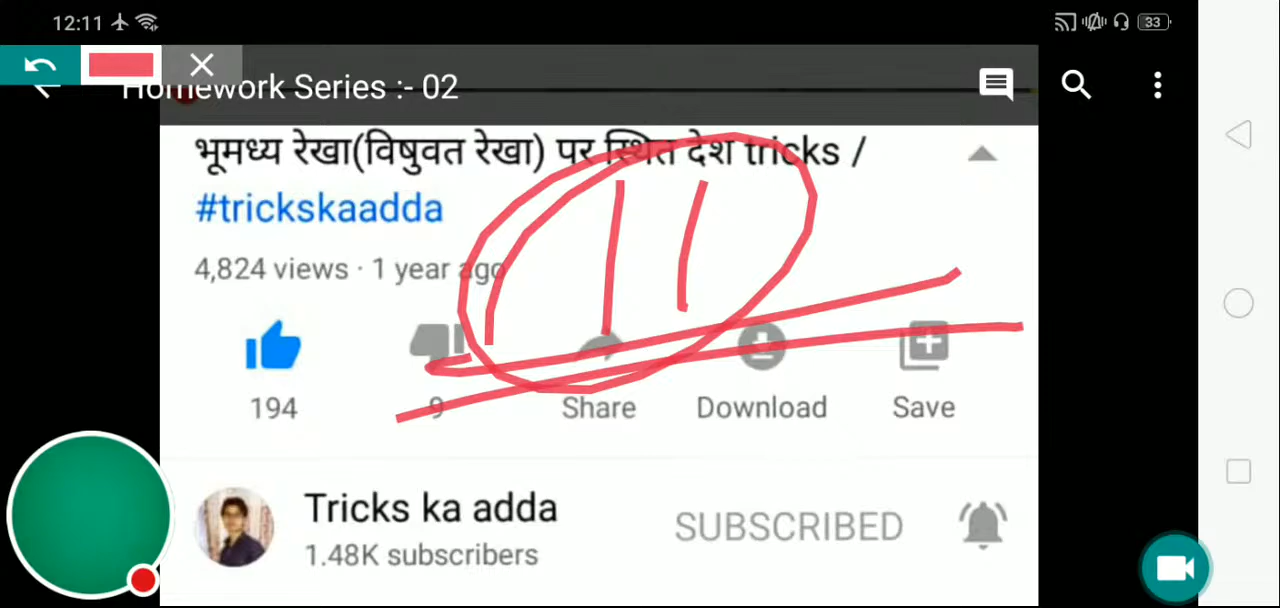 12:11
33
Homework Series :- 02
भूमध्य रेखा(विषुवत रेखा) पर स्थित देश tricks /
#trickskaadda
4,824 views · 1 year ago
11
194
9
Share
Download
Save
Tricks ka adda
1.48K subscribers
SUBSCRIBED